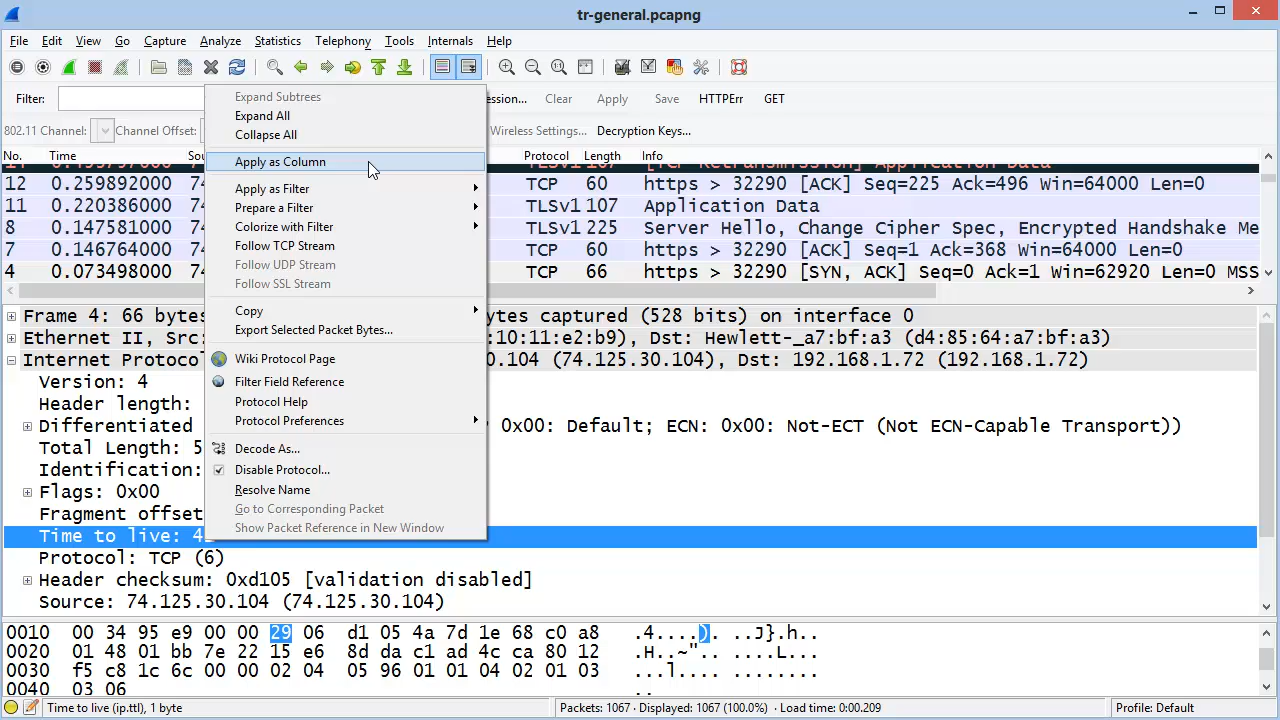 tr-general.pcapng
File Edit View Go Capture Analyze Statistics Telephony Tools Internals Help
Filter: ession... Clear Apply Save HTTPErr GET
802.11 Channel: Channel Offset: Wireless Settings... Decryption Keys...
No. Time Sou Protocol Length Info
[TCP Retransmission] Application Data
12 0.259892000 74 TCP 60 https > 32290 [ACK] Seq=225 Ack=496 Win=64000 Len=0
11 0.220386000 74 TLSv1 107 Application Data
8 0.147581000 74 TLSv1 225 Server Hello, Change Cipher Spec, Encrypted Handshake Me
7 0.146764000 74 TCP 60 https > 32290 [ACK] Seq=1 Ack=368 Win=64000 Len=0
4 0.073498000 74 TCP 66 https > 32290 [SYN, ACK] Seq=0 Ack=1 Win=62920 Len=0 MSS
Expand Subtrees
Expand All
Collapse All
Apply as Column
Apply as Filter
Prepare a Filter
Colorize with Filter
Follow TCP Stream
Follow UDP Stream
Follow SSL Stream
Copy
Export Selected Packet Bytes...
Wiki Protocol Page
Filter Field Reference
Protocol Help
Protocol Preferences
Decode As...
Disable Protocol...
Resolve Name
Go to Corresponding Packet
Show Packet Reference in New Window
Frame 4: 66 bytes ytes captured (528 bits) on interface 0
Ethernet II, Src: :10:11:e2:b9), Dst: Hewlett-_a7:bf:a3 (d4:85:64:a7:bf:a3)
Internet Protoco .104 (74.125.30.104), Dst: 192.168.1.72 (192.168.1.72)
Version: 4
Header length:
Differentiated 0x00: Default; ECN: 0x00: Not-ECT (Not ECN-Capable Transport))
Total Length: 5
Identification:
Flags: 0x00
Fragment offset
Time to live: 4
Protocol: TCP (6)
Header checksum: 0xd105 [validation disabled]
Source: 74.125.30.104 (74.125.30.104)
0010 00 34 95 e9 00 00 29 06 d1 05 4a 7d 1e 68 c0 a8 .4....). ..J}.h..
0020 01 48 01 bb 7e 22 15 e6 8d da c1 ad 4c ca 80 12 .H..~".. ....L...
0030 f5 c8 1c 6c 00 00 02 04 05 96 01 01 04 02 01 03 ...l.... ........
0040 03 06 ..
Time to live (ip.ttl), 1 byte Packets: 1067 · Displayed: 1067 (100.0%) · Load time: 0:00.209 Profile: Default